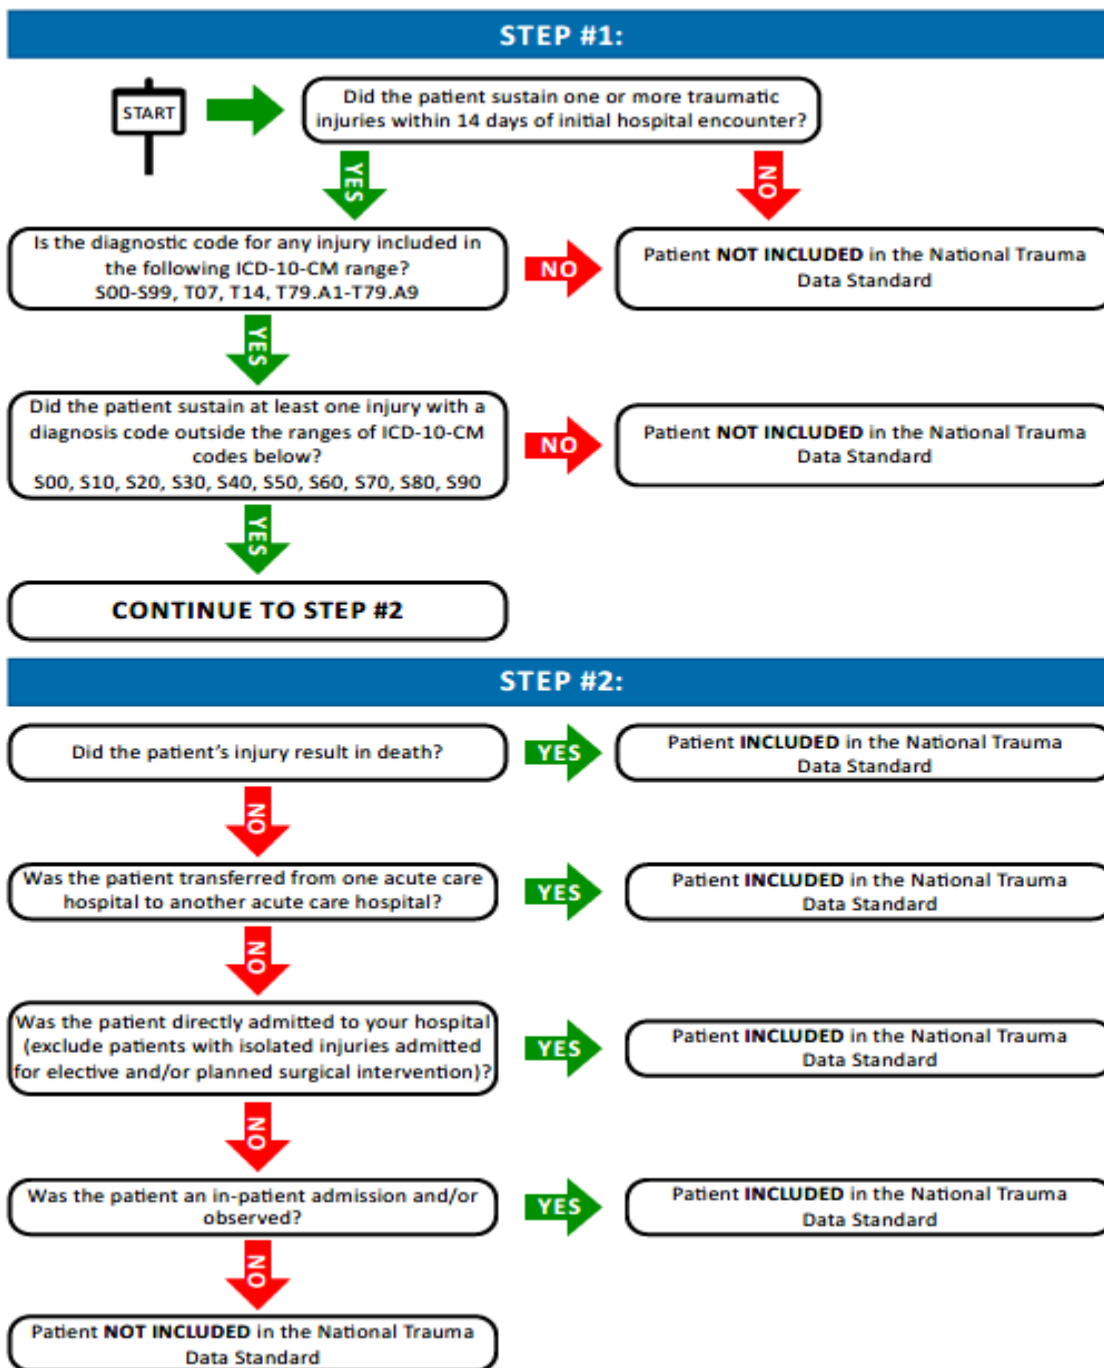 STEP #1:
START
Did the patient sustain one or more traumatic
injuries within 14 days of initial hospital encounter?
YES
NO
Is the diagnostic code for any injury included in
the following ICD-10-CM range?
S00-S99, T07, T14, T79.A1-T79.A9
NO
Patient NOT INCLUDED in the National Trauma
Data Standard
YES
Did the patient sustain at least one injury with a
diagnosis code outside the ranges of ICD-10-CM
codes below?
S00, S10, S20, S30, S40, S50, S60, S70, S80, S90
NO
Patient NOT INCLUDED in the National Trauma
Data Standard
YES
CONTINUE TO STEP #2
STEP #2:
Did the patient's injury result in death?
YES
Patient INCLUDED in the National Trauma
Data Standard
NO
Was the patient transferred from one acute care
hospital to another acute care hospital?
YES
Patient INCLUDED in the National Trauma
Data Standard
NO
Was the patient directly admitted to your hospital
(exclude patients with isolated injuries admitted
for elective and/or planned surgical intervention)?
YES
Patient INCLUDED in the National Trauma
Data Standard
NO
Was the patient an in-patient admission and/or
observed?
YES
Patient INCLUDED in the National Trauma
Data Standard
NO
Patient NOT INCLUDED in the National Trauma
Data Standard